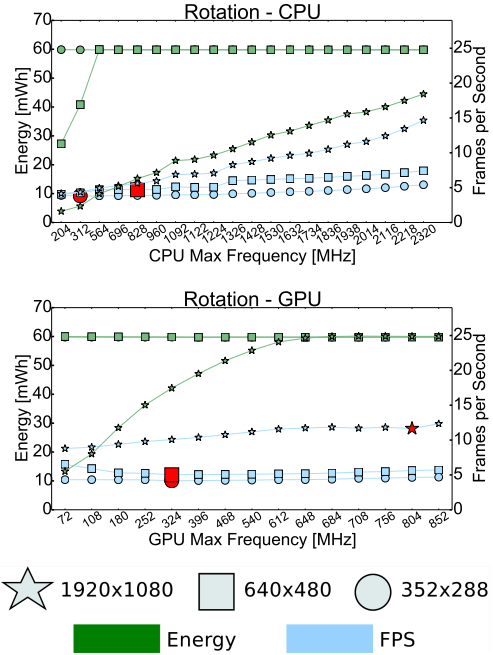 Rotation - CPU
70
60
50
40
30
20
10
0
Energy [mWh]
25
20
15
10
5
0
Frames per Second
204 312 564 696 828 960 1092 1122 1224 1326 1428 1530 1632 1734 1836 1938 2014 2116 2218 2320
CPU Max Frequency [MHz]
Rotation - GPU
70
60
50
40
30
20
10
0
Energy [mWh]
25
20
15
10
5
0
Frames per Second
72 108 180 252 324 396 468 540 612 648 684 708 756 804 852
GPU Max Frequency [MHz]
1920x1080 640x480 352x288
Energy FPS